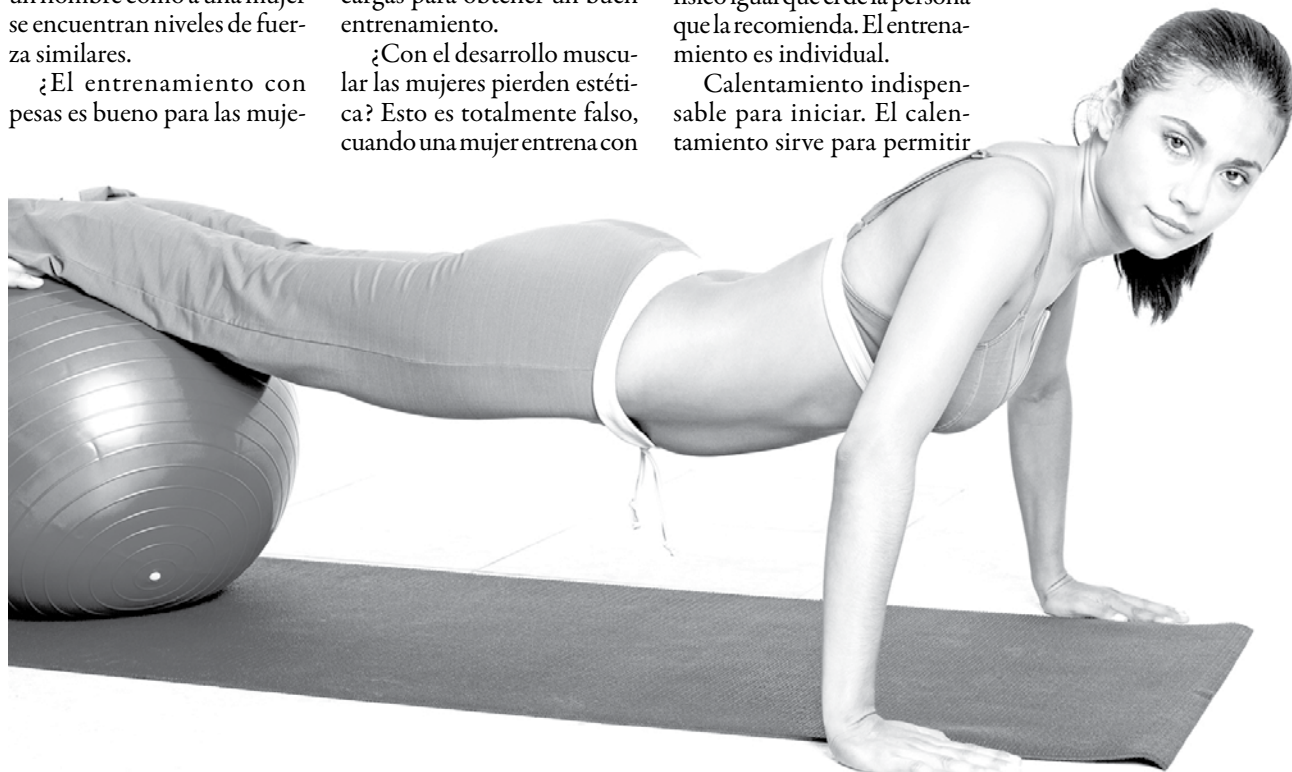 un hombre como a una mujer
se encuentran niveles de fuer-
za similares.
¿El entrenamiento con
pesas es bueno para las muje-
cargas para obtener un buen
entrenamiento.
¿Con el desarrollo muscu-
lar las mujeres pierden estéti-
ca? Esto es totalmente falso,
cuando una mujer entrena con
físico igual que el de la persona
que la recomienda. El entrena-
miento es individual.
Calentamiento indispen-
sable para iniciar. El calen-
tamiento sirve para permitir